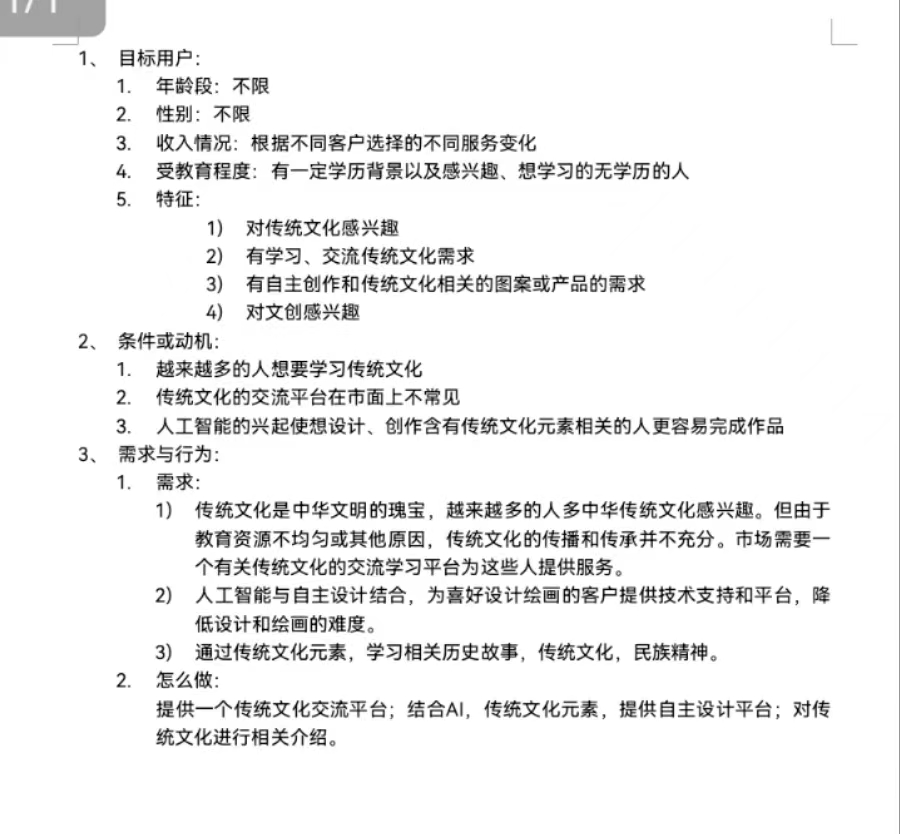 1/1
1、 目标用户：
1. 年龄段：不限
2. 性别：不限
3. 收入情况：根据不同客户选择的不同服务变化
4. 受教育程度：有一定学历背景以及感兴趣、想学习的无学历的人
5. 特征：
1) 对传统文化感兴趣
2) 有学习、交流传统文化需求
3) 有自主创作和传统文化相关的图案或产品的需求
4) 对文创感兴趣
2、 条件或动机：
1. 越来越多的人想要学习传统文化
2. 传统文化的交流平台在市面上不常见
3. 人工智能的兴起使想设计、创作含有传统文化元素相关的人更容易完成作品
3、 需求与行为：
1. 需求：
1) 传统文化是中华文明的瑰宝，越来越多的人多中华传统文化感兴趣。但由于
教育资源不均匀或其他原因，传统文化的传播和传承并不充分。市场需要一
个有关传统文化的交流学习平台为这些人提供服务。
2) 人工智能与自主设计结合，为喜好设计绘画的客户提供技术支持和平台，降
低设计和绘画的难度。
3) 通过传统文化元素，学习相关历史故事，传统文化，民族精神。
2. 怎么做：
提供一个传统文化交流平台；结合AI，传统文化元素，提供自主设计平台；对传
统文化进行相关介绍。